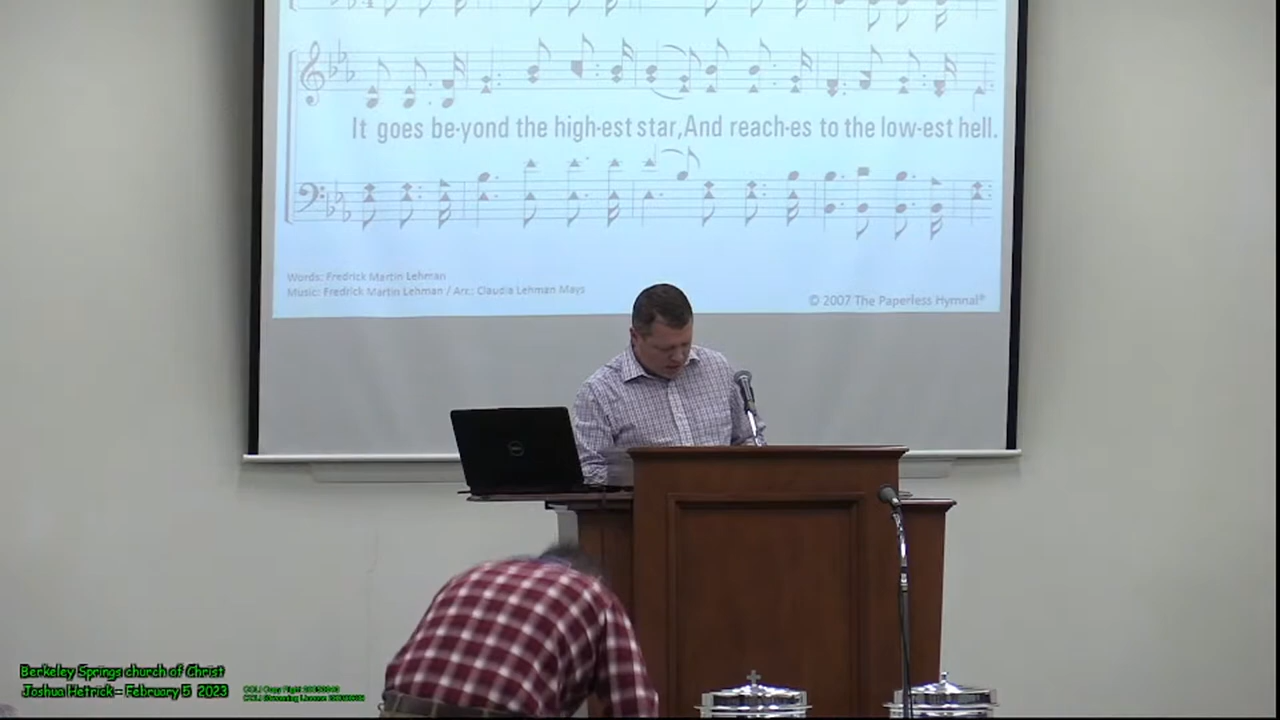 It goes be-yond the high-est star, And reach-es to the low-est hell.
Words: Fredrick Martin Lehman
Music: Fredrick Martin Lehman / Arr.: Claudia Lehman Mays
© 2007 The Paperless Hymnal®
DELL
Berkeley Springs church of Christ
Joshua Hetrick - February 5 2023